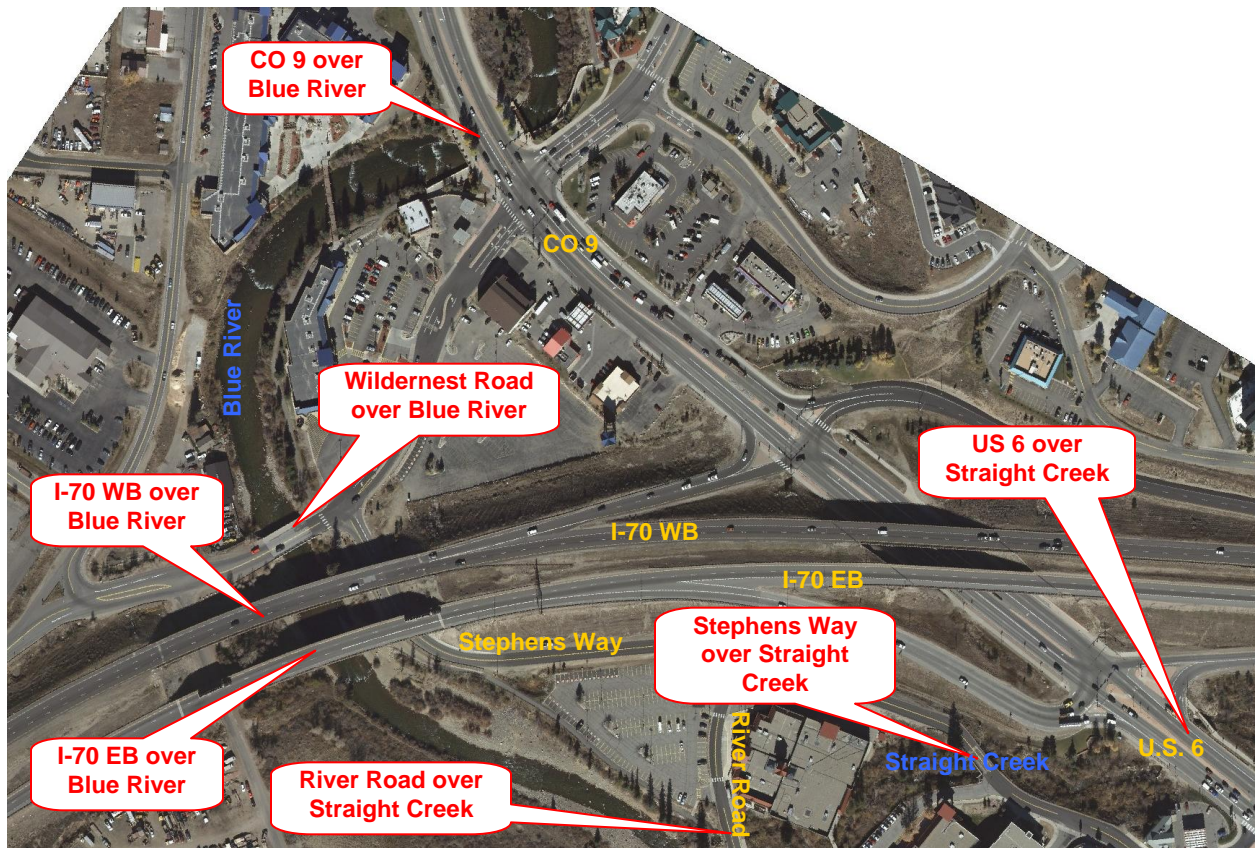 CO 9 over
Blue River
CO 9
Blue River
Wildernest Road
over Blue River
US 6 over
Straight Creek
I-70 WB over
Blue River
I-70 WB
I-70 EB
Stephens Way
Stephens Way
over Straight
Creek
I-70 EB over
Blue River
River Road
Straight Creek
U.S. 6
River Road over
Straight Creek